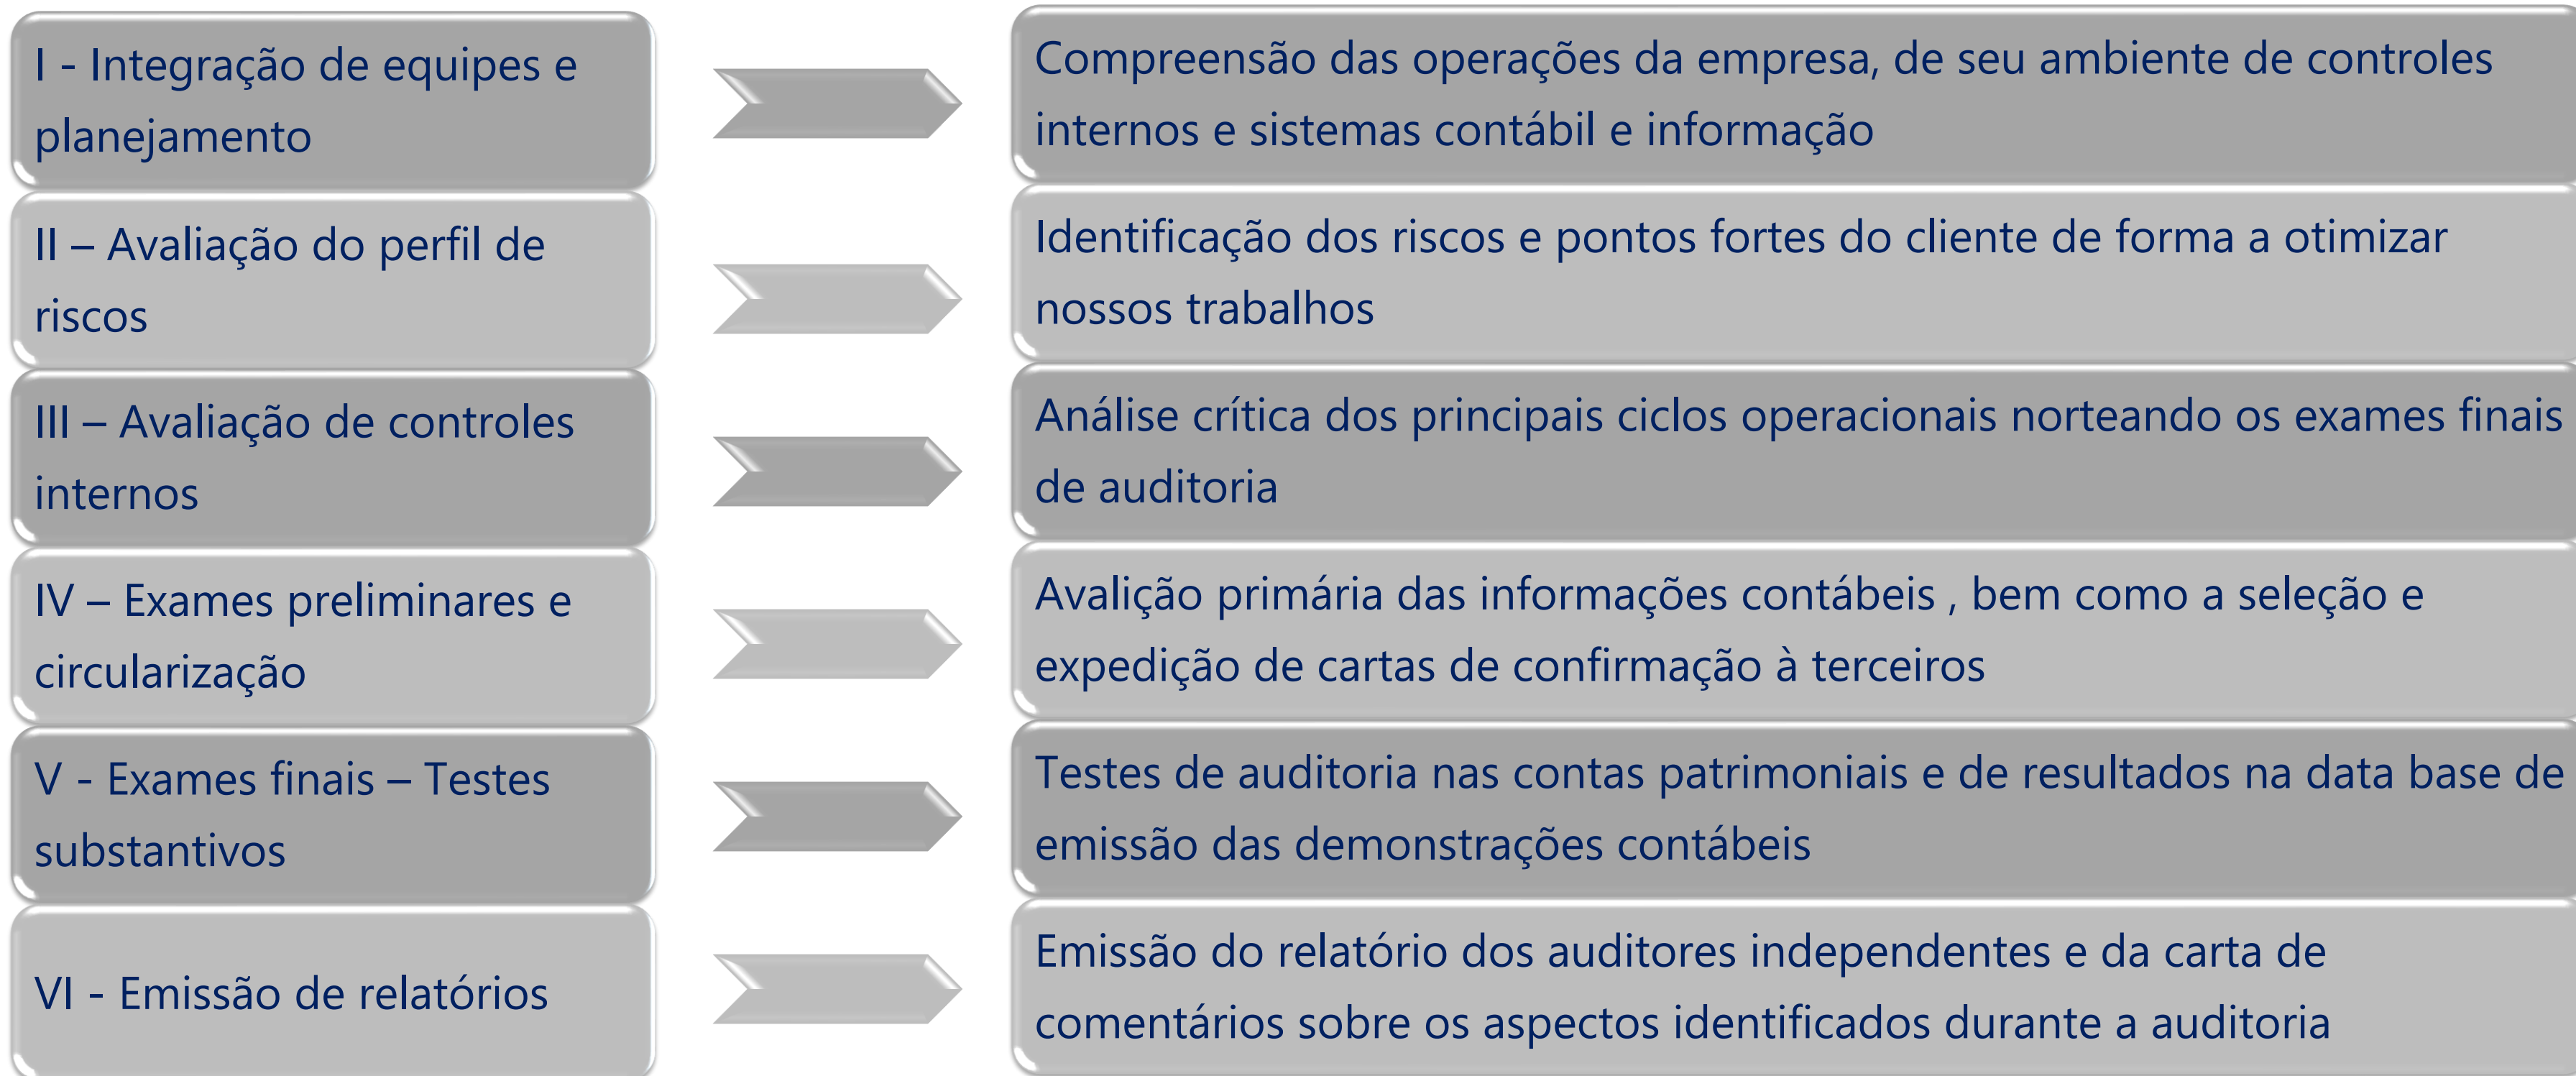 I - Integração de equipes e
planejamento
Compreensão das operações da empresa, de seu ambiente de controles
internos e sistemas contábil e informação
II – Avaliação do perfil de
riscos
Identificação dos riscos e pontos fortes do cliente de forma a otimizar
nossos trabalhos
III – Avaliação de controles
internos
Análise crítica dos principais ciclos operacionais norteando os exames finais
de auditoria
IV – Exames preliminares e
circularização
Avalição primária das informações contábeis , bem como a seleção e
expedição de cartas de confirmação à terceiros
V - Exames finais – Testes
substantivos
Testes de auditoria nas contas patrimoniais e de resultados na data base de
emissão das demonstrações contábeis
VI - Emissão de relatórios
Emissão do relatório dos auditores independentes e da carta de
comentários sobre os aspectos identificados durante a auditoria